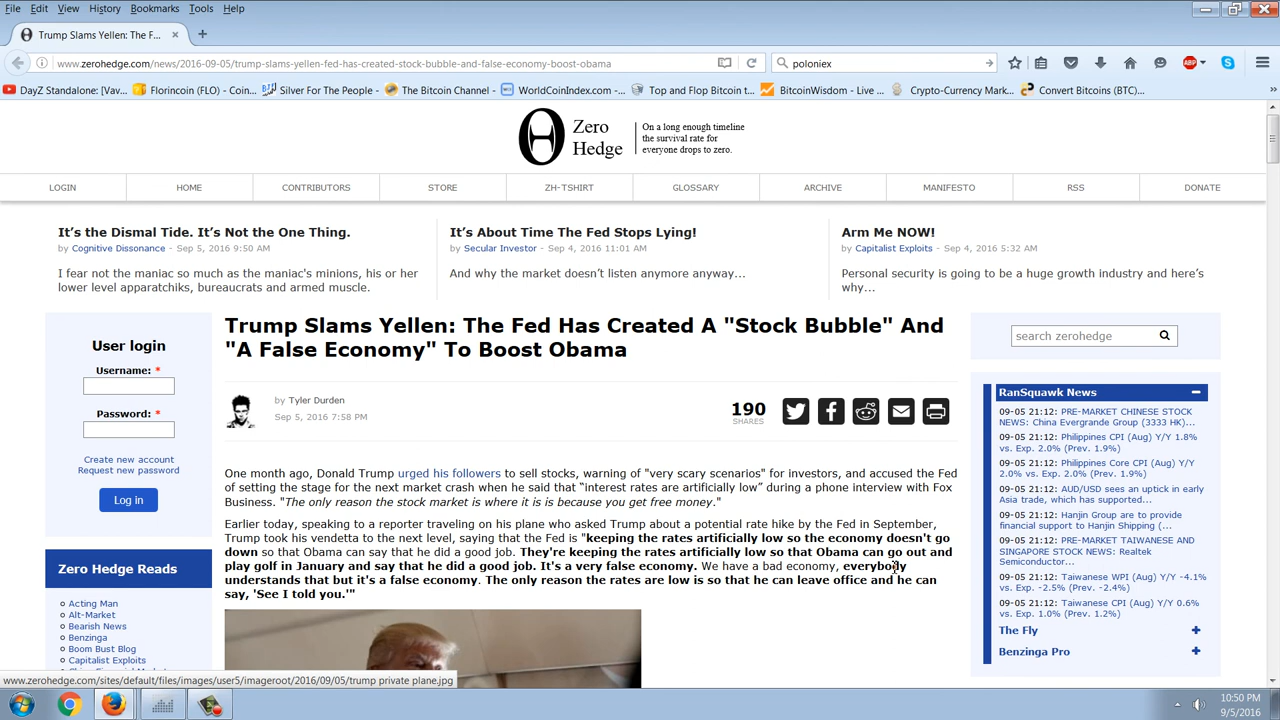 File Edit View History Bookmarks Tools Help
Trump Slams Yellen: The F...
www.zerohedge.com/news/2016-09-05/trump-slams-yellen-fed-has-created-stock-bubble-and-false-economy-boost-obama
poloniex
ABP
DayZ Standalone: [Vav... Florincoin (FLO) - Coin... Silver For The People - The Bitcoin Channel - WorldCoinIndex.com -... Top and Flop Bitcoin t... BitcoinWisdom - Live ... Crypto-Currency Mark... Convert Bitcoins (BTC)...
Zero
Hedge
On a long enough timeline
the survival rate for
everyone drops to zero.
LOGIN HOME CONTRIBUTORS STORE ZH-TSHIRT GLOSSARY ARCHIVE MANIFESTO RSS DONATE
It's the Dismal Tide. It's Not the One Thing.
by Cognitive Dissonance - Sep 5, 2016 9:50 AM
I fear not the maniac so much as the maniac's minions, his or her
lower level apparatchiks, bureaucrats and armed muscle.
It's About Time The Fed Stops Lying!
by Secular Investor - Sep 4, 2016 11:01 AM
And why the market doesn't listen anymore anyway...
Arm Me NOW!
by Capitalist Exploits - Sep 4, 2016 5:32 AM
Personal security is going to be a huge growth industry and here's
why...
User login
Username: *
Password: *
Create new account
Request new password
Log in
Zero Hedge Reads
Acting Man
Alt-Market
Bearish News
Benzinga
Boom Bust Blog
Capitalist Exploits
Trump Slams Yellen: The Fed Has Created A "Stock Bubble" And
"A False Economy" To Boost Obama
by Tyler Durden
Sep 5, 2016 7:58 PM
190
SHARES
One month ago, Donald Trump urged his followers to sell stocks, warning of "very scary scenarios" for investors, and accused the Fed
of setting the stage for the next market crash when he said that “interest rates are artificially low” during a phone interview with Fox
Business. "The only reason the stock market is where it is is because you get free money."
Earlier today, speaking to a reporter traveling on his plane who asked Trump about a potential rate hike by the Fed in September,
Trump took his vendetta to the next level, saying that the Fed is "keeping the rates artificially low so the economy doesn't go
down so that Obama can say that he did a good job. They're keeping the rates artificially low so that Obama can go out and
play golf in January and say that he did a good job. It's a very false economy. We have a bad economy, everybody
understands that but it's a false economy. The only reason the rates are low is so that he can leave office and he can
say, 'See I told you.'"
search zerohedge
RanSquawk News
09-05 21:12: PRE-MARKET CHINESE STOCK
NEWS: China Evergrande Group (3333 HK)...
09-05 21:12: Philippines CPI (Aug) Y/Y 1.8%
vs. Exp. 2.0% (Prev. 1.9%)
09-05 21:12: Philippines Core CPI (Aug) Y/Y
2.0% vs. Exp. 2.0% (Prev. 1.9%)
09-05 21:12: AUD/USD sees an uptick in early
Asia trade, which has supported...
09-05 21:12: Hanjin Group are to provide
financial support to Hanjin Shipping (...
09-05 21:12: PRE-MARKET TAIWANESE AND
SINGAPORE STOCK NEWS: Realtek
Semiconductor...
09-05 21:12: Taiwanese WPI (Aug) Y/Y -4.1%
vs. Exp. -2.5% (Prev. -2.4%)
09-05 21:12: Taiwanese CPI (Aug) Y/Y 0.6%
vs. Exp. 1.0% (Prev. 1.2%)
The Fly
Benzinga Pro
www.zerohedge.com/sites/default/files/images/user5/imageroot/2016/09/05/trump private plane.jpg
10:50 PM
9/5/2016